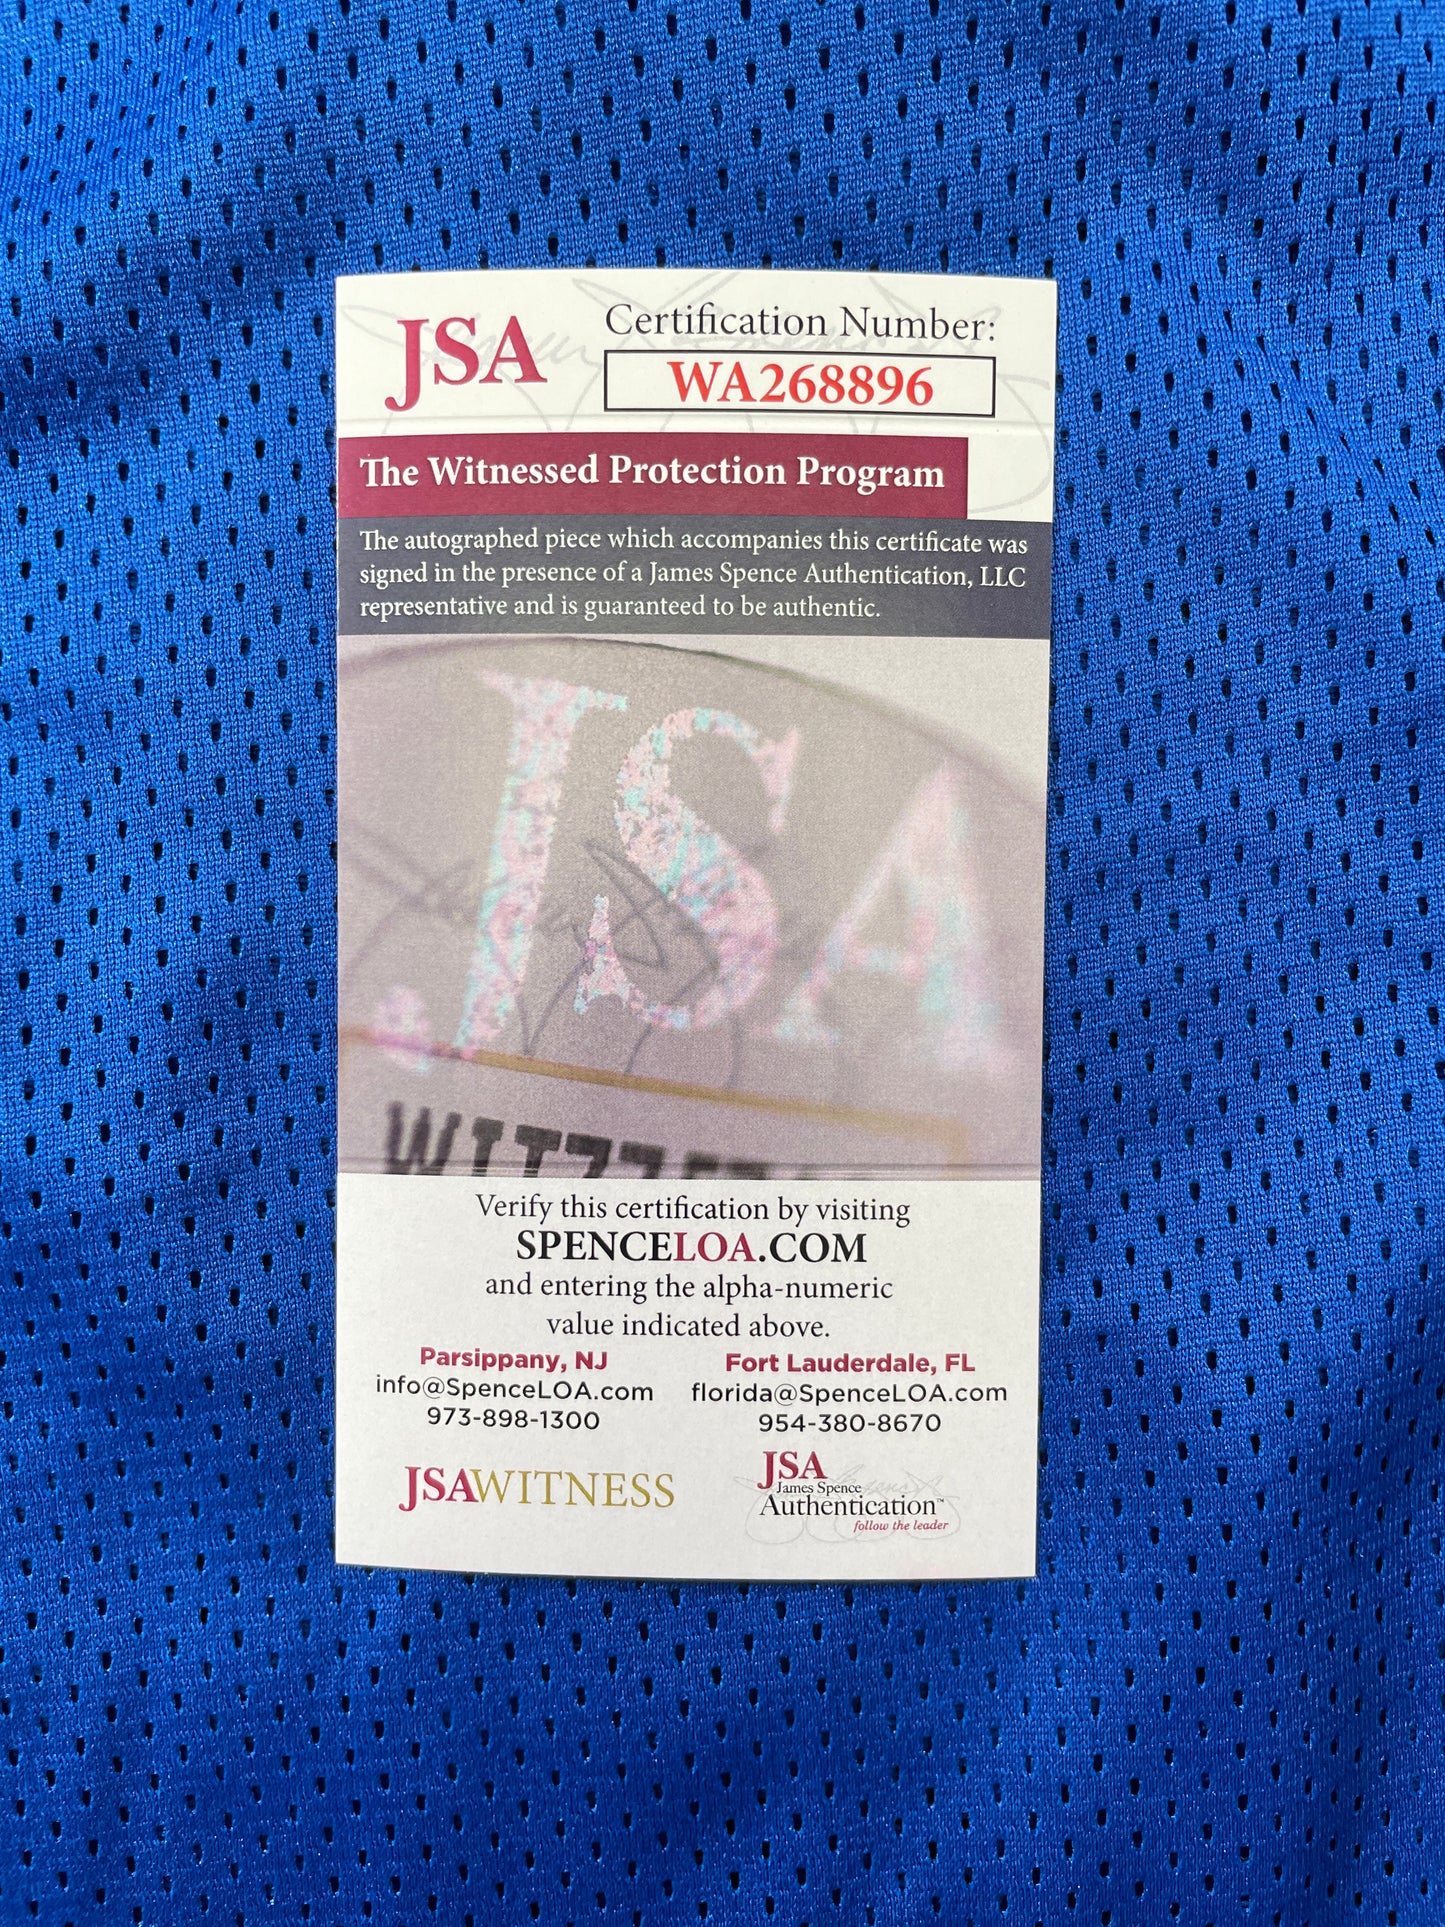 JSA
Certification Number:
WA268896
The Witnessed Protection Program
The autographed piece which accompanies this certificate was
signed in the presence of a James Spence Authentication, LLC
representative and is guaranteed to be authentic.
JSA
Verify this certification by visiting
SPENCELOA.COM
and entering the alpha-numeric
value indicated above.
Parsippany, NJ
info@SpenceLOA.com
973-898-1300
Fort Lauderdale, FL
florida@SpenceLOA.com
954-380-8670
JSAWITNESS
JSA
James Spence
Authentication™
follow the leader